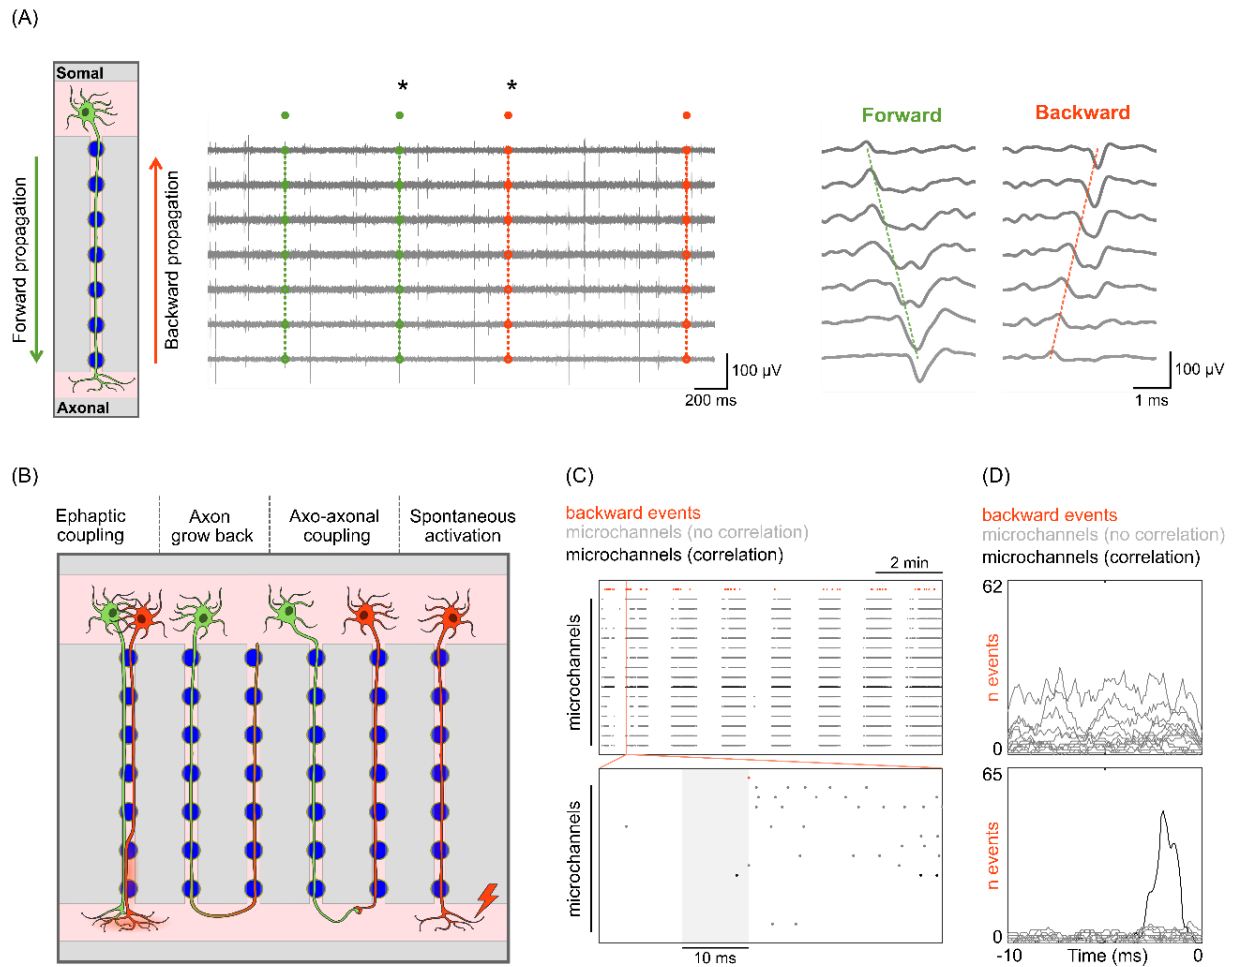 (A)
Somal
Forward propagation
Backward propagation
Axonal
* *
100 µV
200 ms
Forward
Backward
100 µV
1 ms
(B)
Ephaptic
coupling
Axon
grow back
Axo-axonal
coupling
Spontaneous
activation
(C)
backward events
microchannels (no correlation)
microchannels (correlation)
2 min
microchannels
microchannels
10 ms
(D)
backward events
microchannels (no correlation)
microchannels (correlation)
62
n events
0
65
n events
0
-10 Time (ms) 0